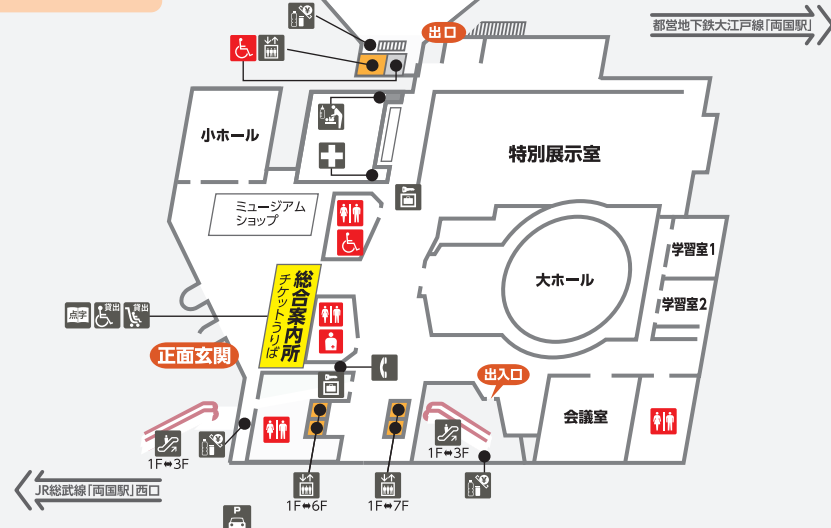 出口
都営地下鉄大江戸線「両国駅」
小ホール
特別展示室
ミュージアム
ショップ
学習室1
大ホール
学習室2
総合案内所
チケットうりば
点字
貸出
貸出
正面玄関
出入口
会議室
1F⇔3F
1F⇔3F
JR総武線「両国駅」西口
1F⇔6F
1F⇔7F
P